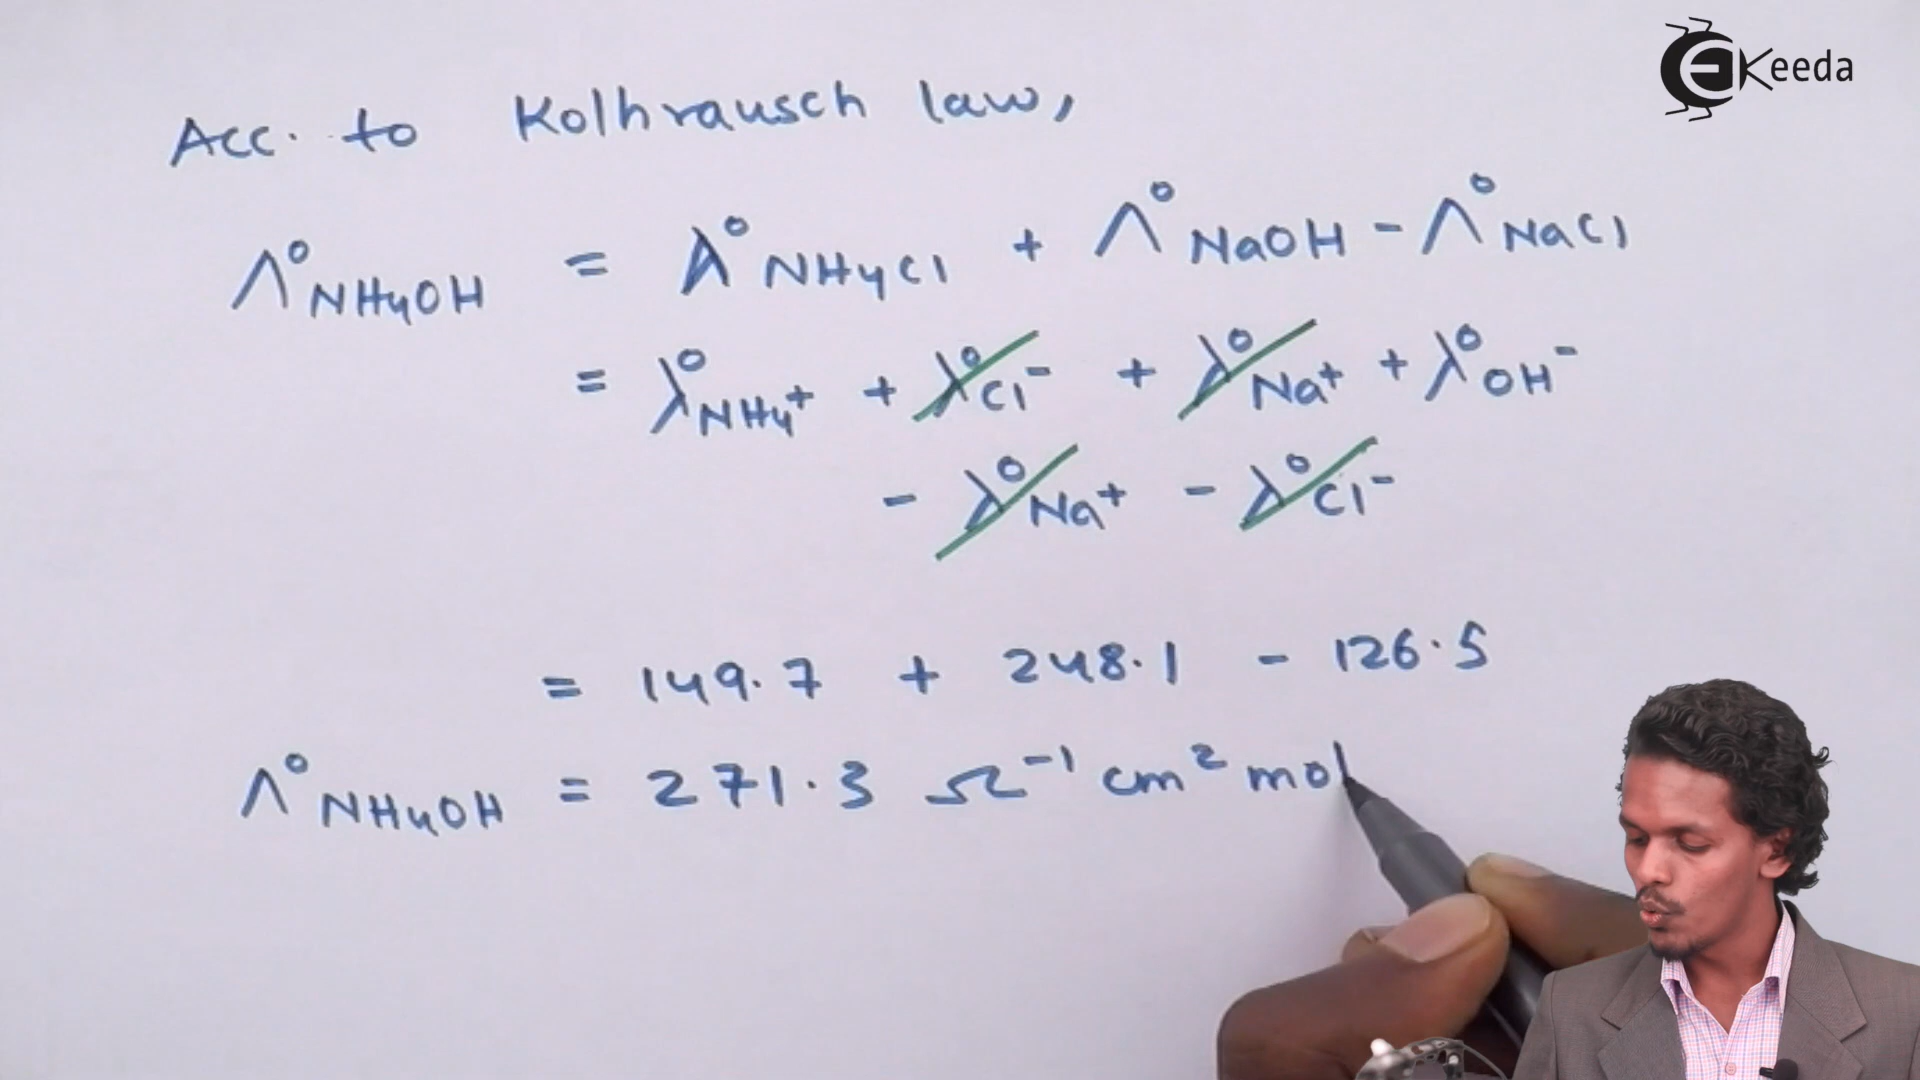 EKeeda
Acc. to Kolhrausch law,
Λ°NH4OH = λ°NH4Cl + Λ°NaOH - Λ°NaCl
= λ°NH4+ + λ°Cl- + λ°Na+ + λ°OH-
- λ°Na+ - λ°Cl-
= 149.7 + 248.1 - 126.5
Λ°NH4OH = 271.3 Ω-1 cm2 mol